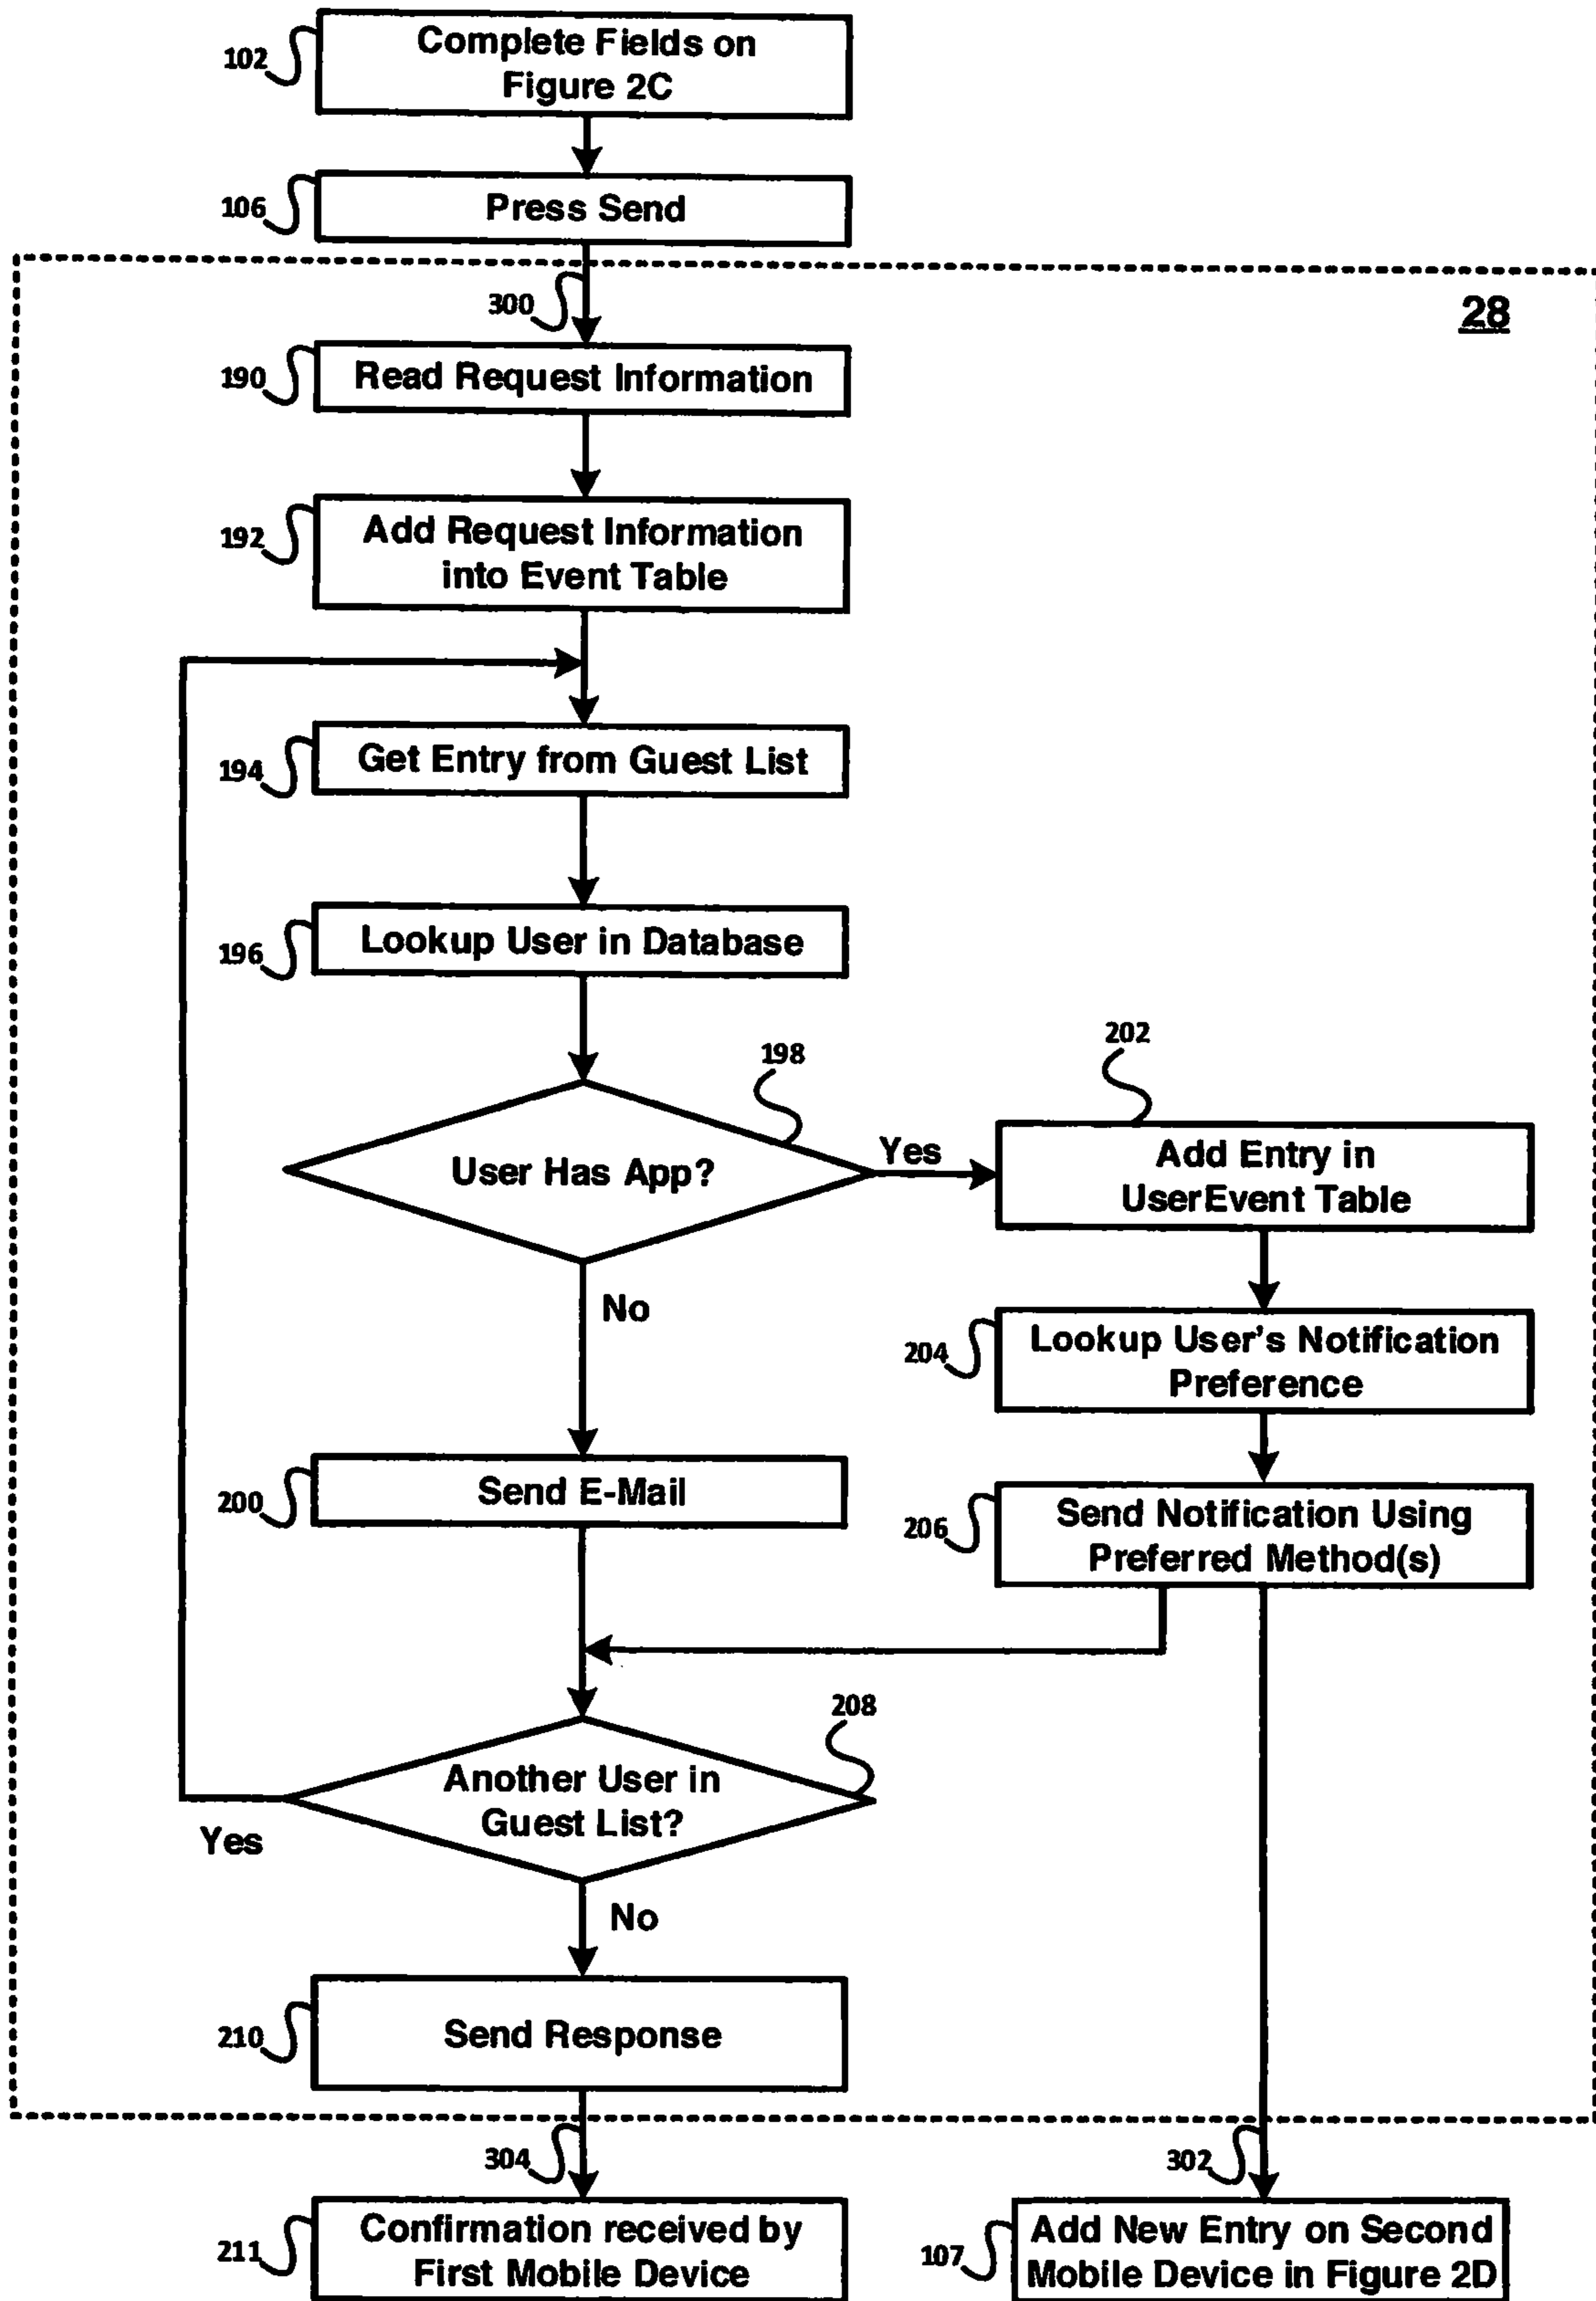 102
Complete Fields on
Figure 2C
106
Press Send
300
28
190
Read Request Information
192
Add Request Information
into Event Table
194
Get Entry from Guest List
196
Lookup User in Database
198
202
User Has App?
Yes
Add Entry in
UserEvent Table
No
204
Lookup User's Notification
Preference
200
Send E-Mail
206
Send Notification Using
Preferred Method(s)
208
Another User in
Guest List?
Yes
No
210
Send Response
304
302
211
Confirmation received by
First Mobile Device
107
Add New Entry on Second
Mobile Device in Figure 2D